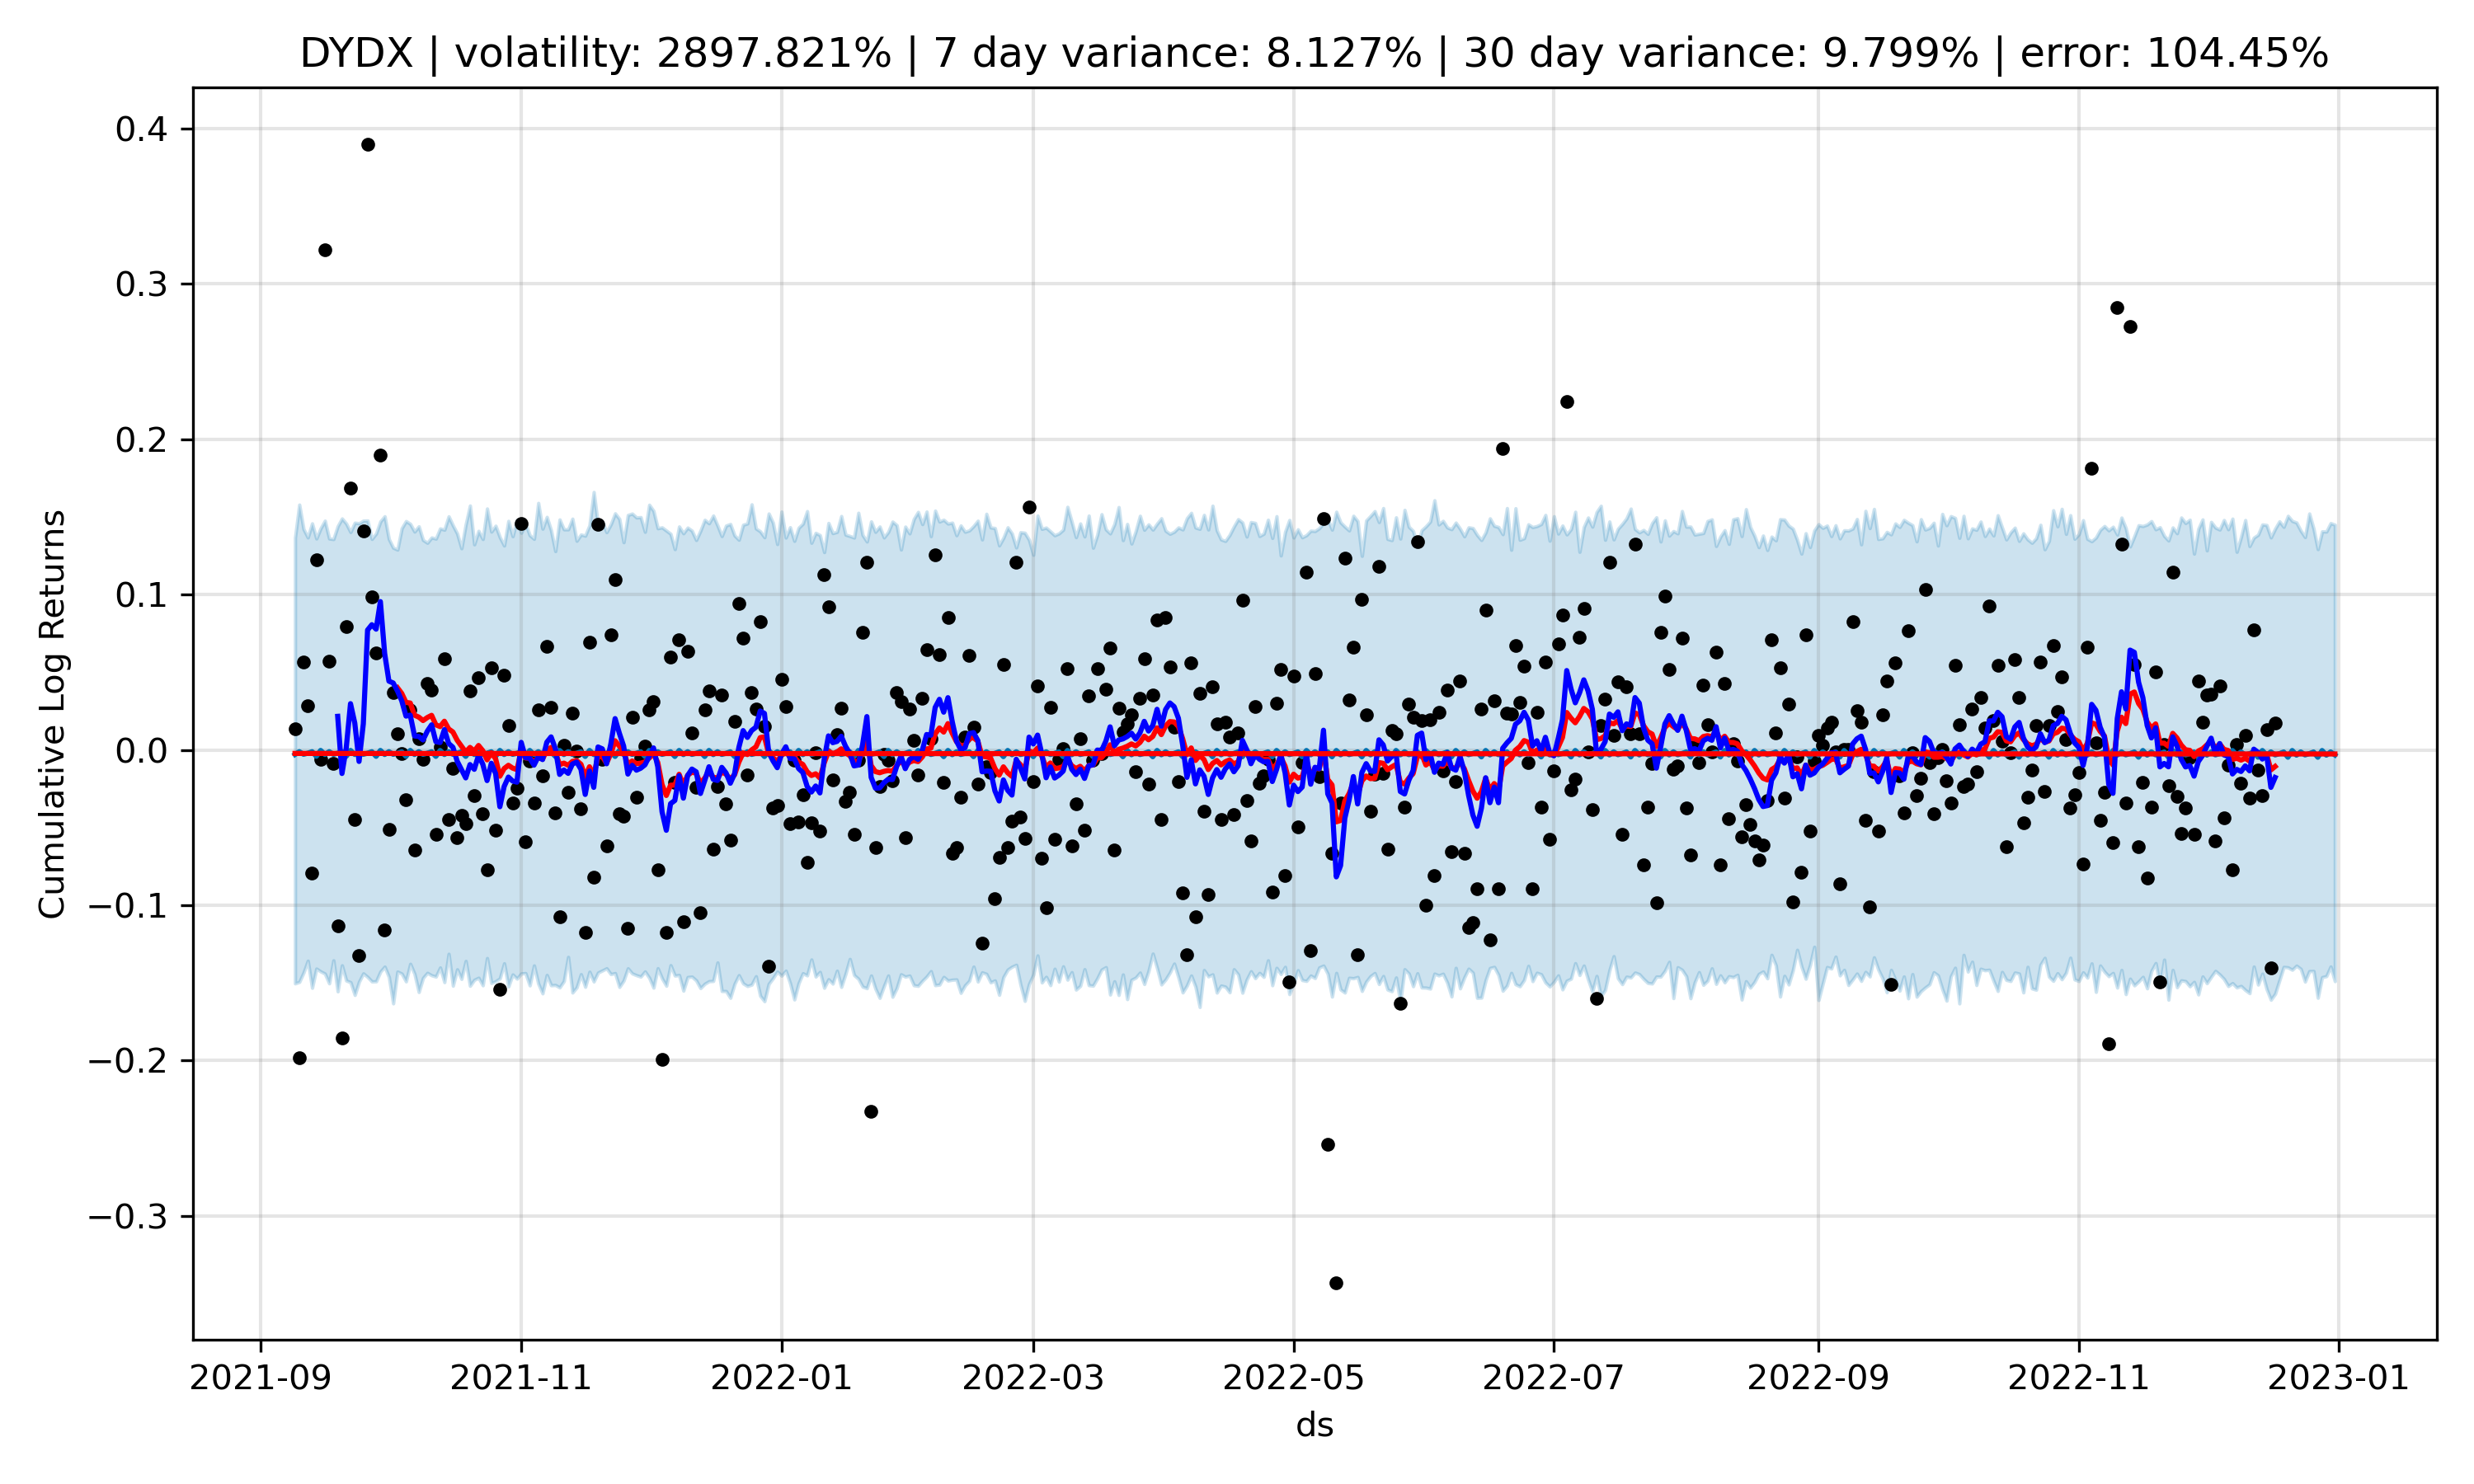 DYDX | volatility: 2897.821% | 7 day variance: 8.127% | 30 day variance: 9.799% | error: 104.45%
0.4
0.3
0.2
0.1
0.0
−0.1
−0.2
−0.3
Cumulative Log Returns
2021-09 2021-11 2022-01 2022-03 2022-05 2022-07 2022-09 2022-11 2023-01
ds